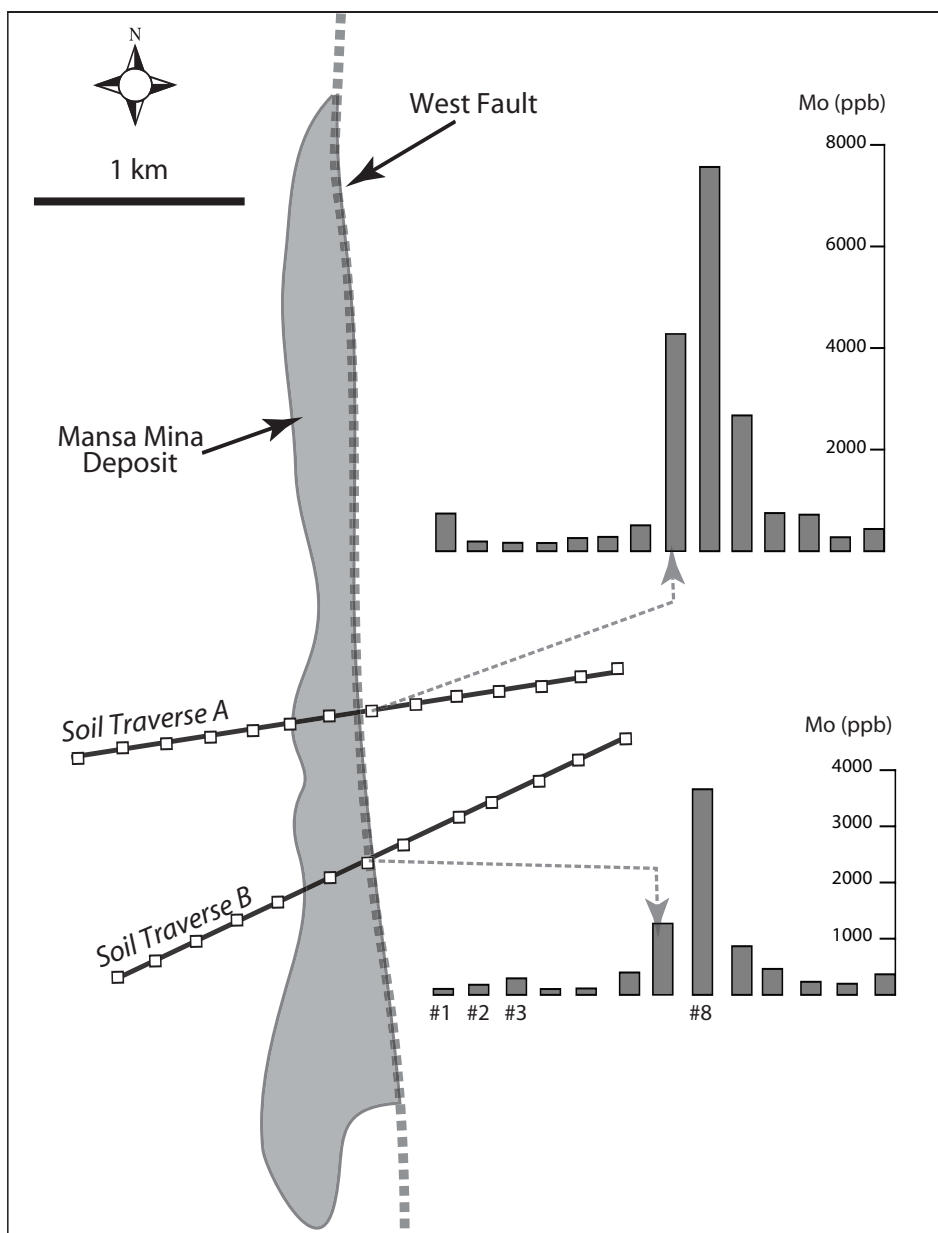 N
1 km
West Fault
Mansa Mina
Deposit
Mo (ppb)
8000
6000
4000
2000
Soil Traverse A
Soil Traverse B
Mo (ppb)
4000
3000
2000
1000
#1 #2 #3 #8